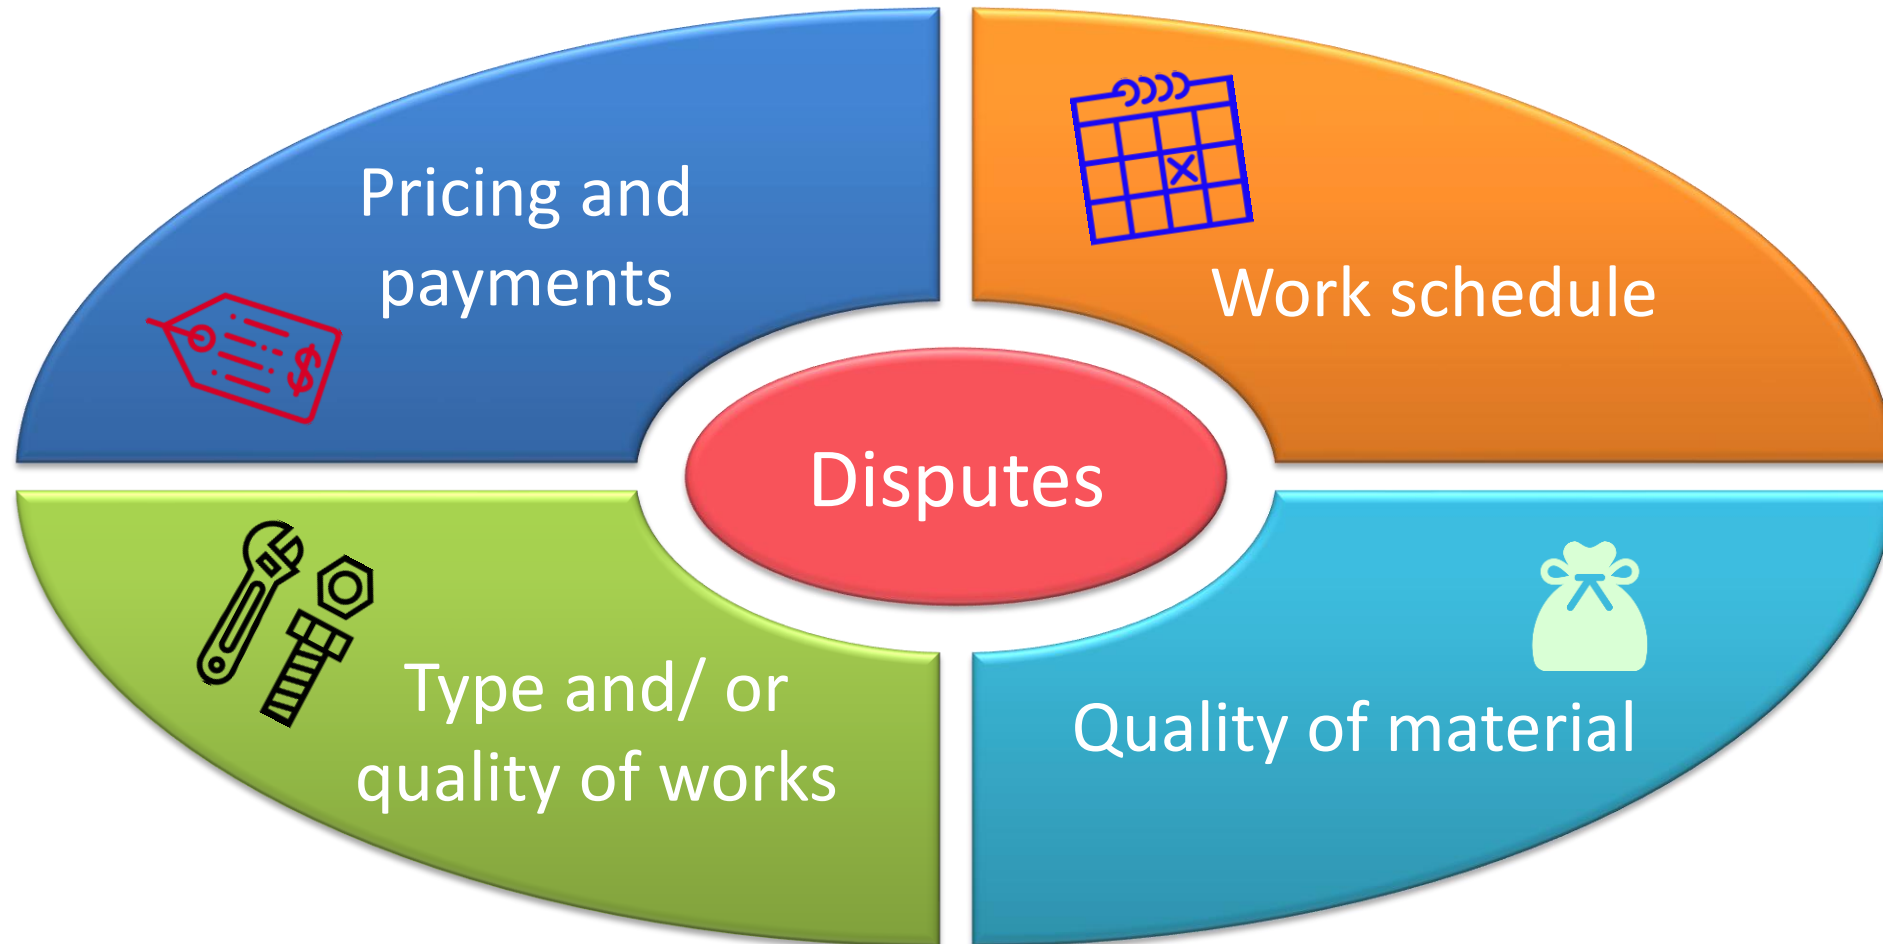 Pricing and
payments
$
Work schedule
Disputes
Type and/ or
quality of works
Quality of material